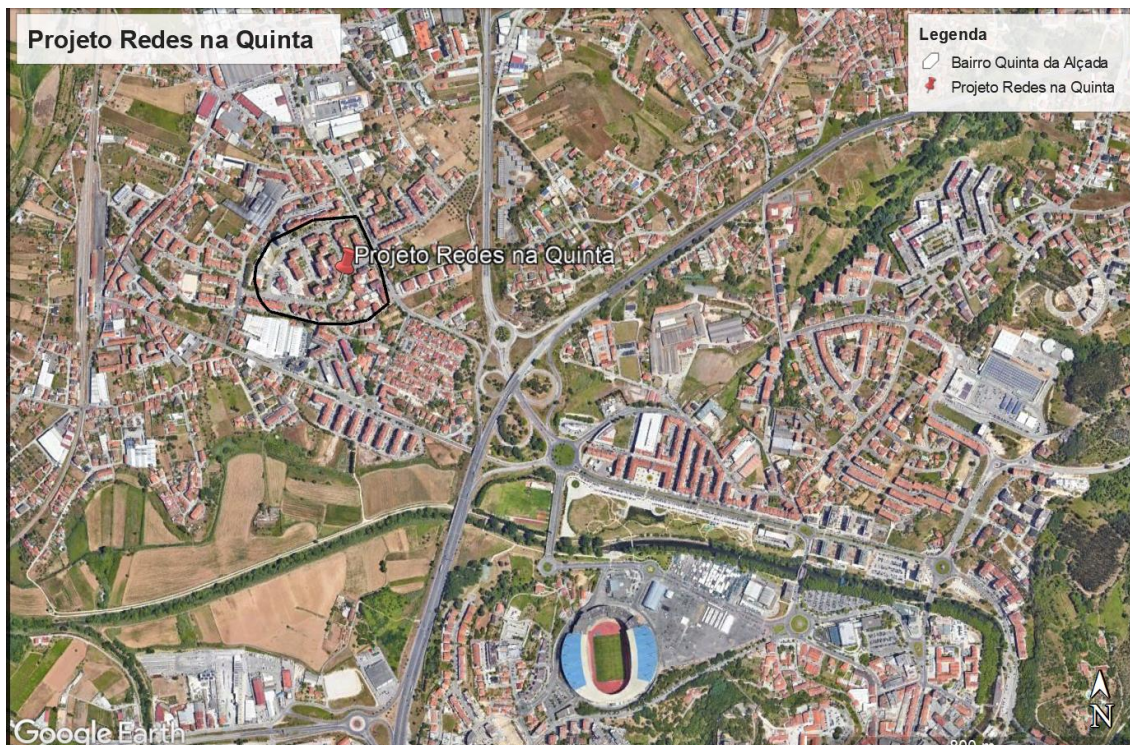 Projeto Redes na Quinta
Legenda
Bairro Quinta da Alçada
Projeto Redes na Quinta
Projeto Redes na Quinta
N
Google Earth